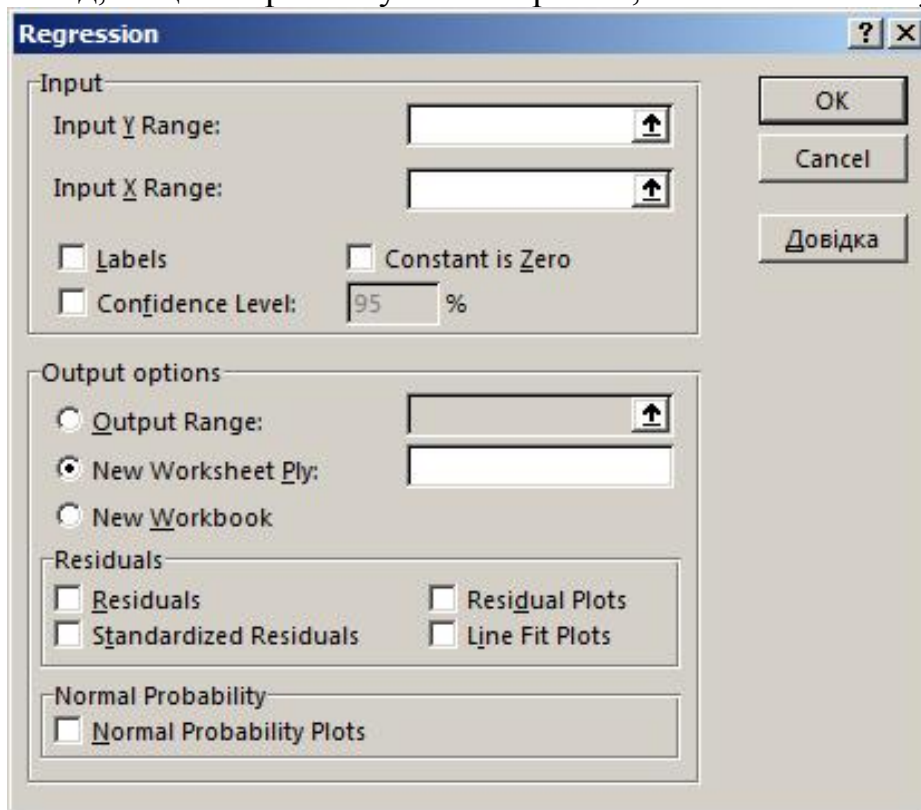 Regression
Input
Input Y Range:
Input X Range:
Labels
Constant is Zero
Confidence Level:
95 %
OK
Cancel
Довідка
Output options
Output Range:
New Worksheet Ply:
New Workbook
Residuals
Residuals
Residual Plots
Standardized Residuals
Line Fit Plots
Normal Probability
Normal Probability Plots